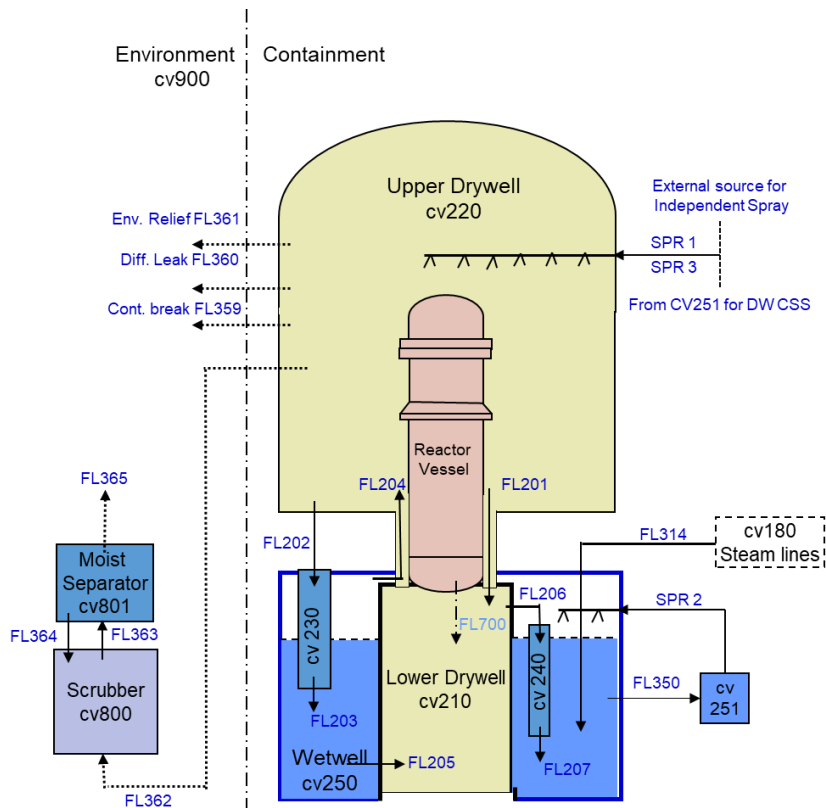 Environment
cv900
Containment
Upper Drywell
cv220
External source for
Independent Spray
Env. Relief FL361
SPR 1
Diff. Leak FL360
SPR 3
Cont. break FL359
From CV251 for DW CSS
Reactor
Vessel
FL365
FL204
FL201
cv180
Steam lines
FL314
FL202
Moist
Separator
cv801
FL206
SPR 2
FL364
FL363
cv 230
FL700
cv 240
Scrubber
cv800
Lower Drywell
cv210
FL350
cv
251
FL203
Wetwell
cv250
FL205
FL207
FL362